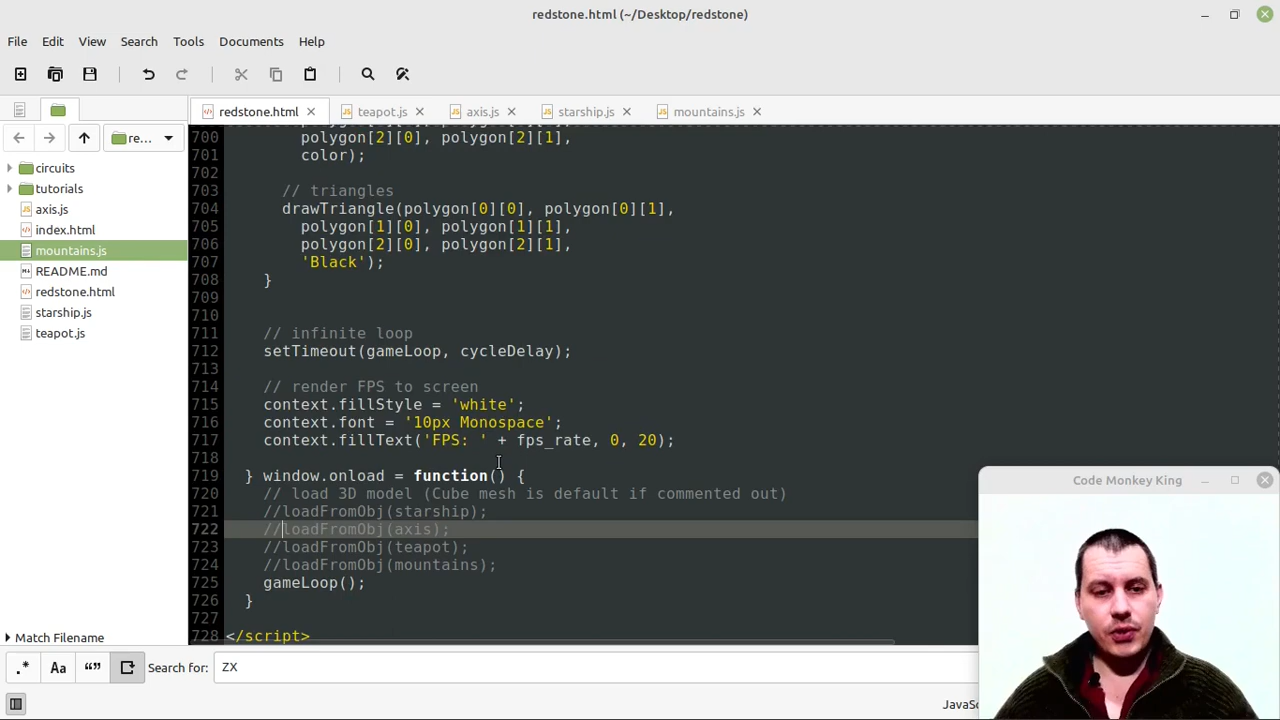 redstone.html (~/Desktop/redstone)
File Edit View Search Tools Documents Help
redstone.html teapot.js axis.js starship.js mountains.js
re...
circuits
tutorials
axis.js
index.html
mountains.js
README.md
redstone.html
starship.js
teapot.js
Match Filename
700 polygon[2][0], polygon[2][1],
701 color);
702
703 // triangles
704 drawTriangle(polygon[0][0], polygon[0][1],
705 polygon[1][0], polygon[1][1],
706 polygon[2][0], polygon[2][1],
707 'Black');
708 }
709
710
711 // infinite loop
712 setTimeout(gameLoop, cycleDelay);
713
714 // render FPS to screen
715 context.fillStyle = 'white';
716 context.font = '10px Monospace';
717 context.fillText('FPS: ' + fps_rate, 0, 20);
718
719 } window.onload = function() {
720 // load 3D model (Cube mesh is default if commented out)
721 //loadFromObj(starship);
722 //loadFromObj(axis);
723 //loadFromObj(teapot);
724 //loadFromObj(mountains);
725 gameLoop();
726 }
727
728 </script>
Code Monkey King
.* Aa “” Search for: ZX
JavaSc